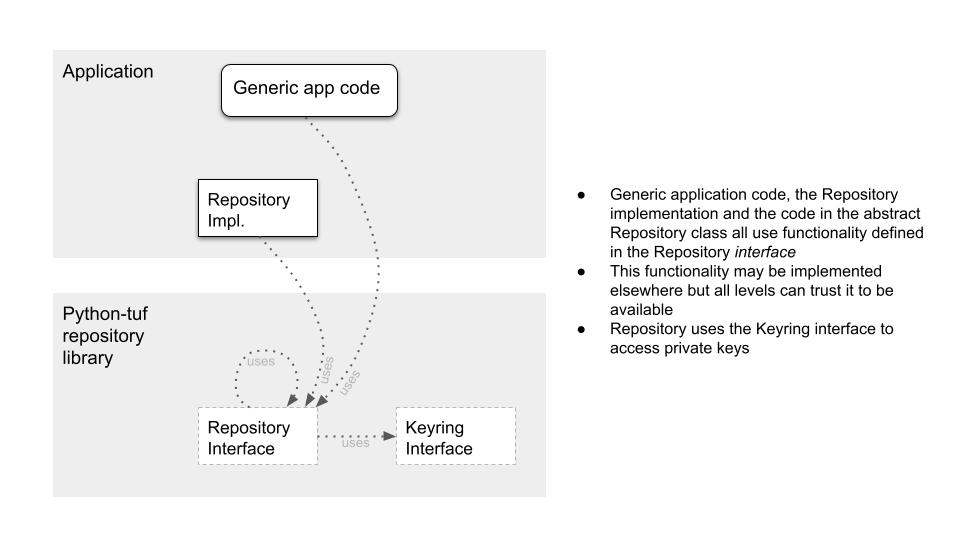 Application
Generic app code
Repository
Impl.
Python-tuf
repository
library
uses
uses
uses
Repository
Interface
uses
Keyring
Interface
● Generic application code, the Repository
implementation and the code in the abstract
Repository class all use functionality defined
in the Repository interface
● This functionality may be implemented
elsewhere but all levels can trust it to be
available
● Repository uses the Keyring interface to
access private keys